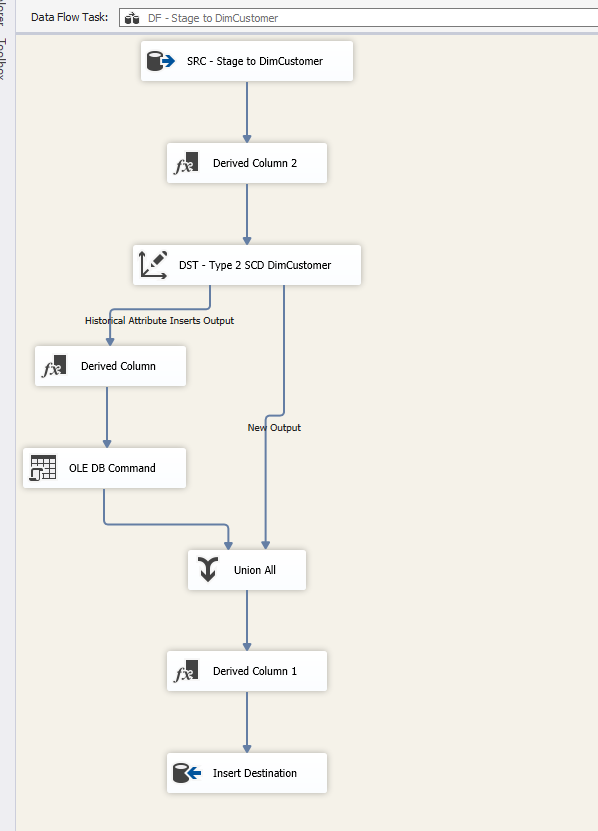 Data Flow Task: DF - Stage to DimCustomer
Toolbox
SRC - Stage to DimCustomer
Derived Column 2
DST - Type 2 SCD DimCustomer
Historical Attribute Inserts Output
Derived Column
New Output
OLE DB Command
Union All
Derived Column 1
Insert Destination